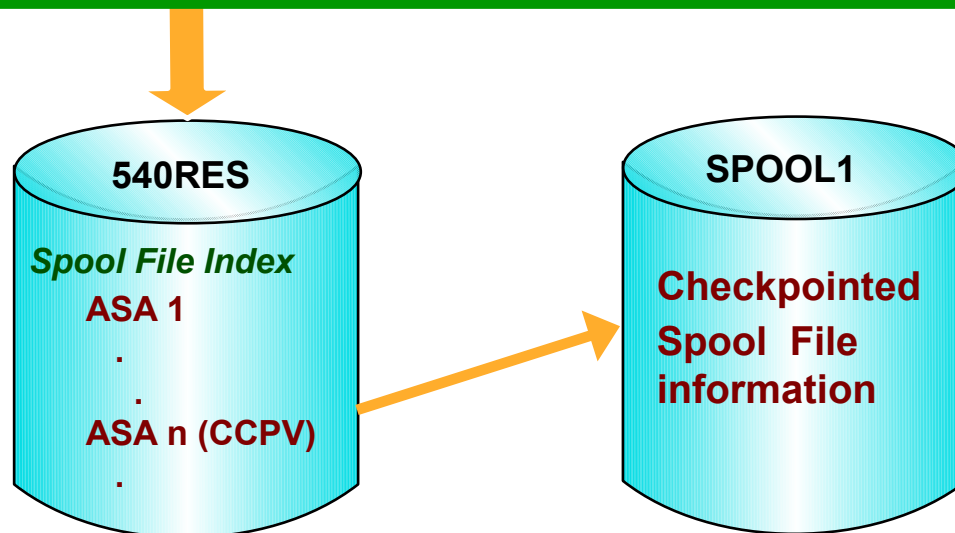 540RES
Spool File Index
ASA 1
.
.
ASA n (CCPV)
.
SPOOL1
Checkpointed
Spool File
information